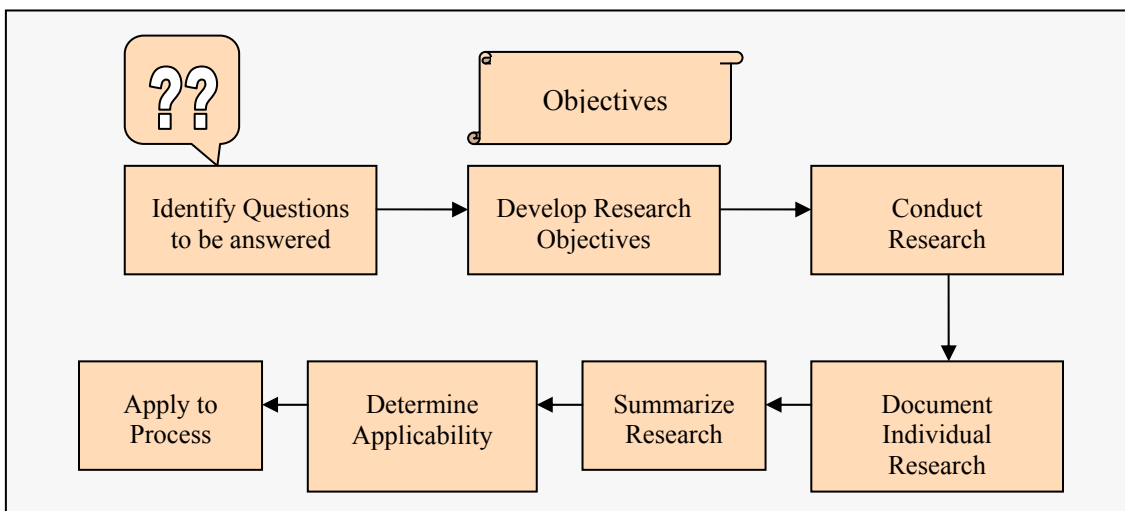 ??
Objectives
Identify Questions
to be answered
Develop Research
Objectives
Conduct
Research
Document
Individual
Research
Summarize
Research
Determine
Applicability
Apply to
Process